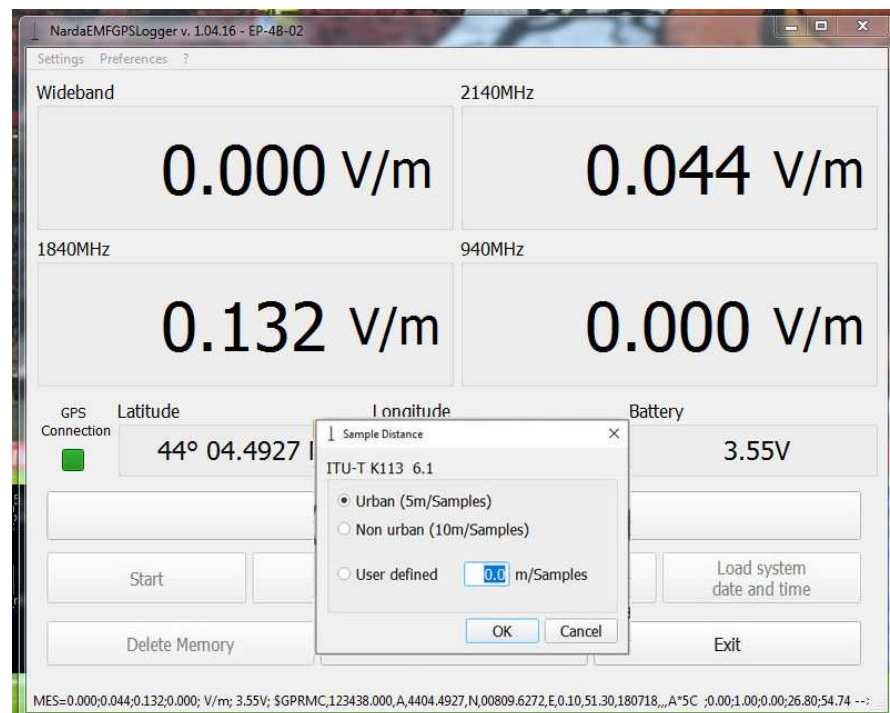 NardaEMFGPSLogger v. 1.04.16 - EP-4B-02
Settings Preferences ?
Wideband 2140MHz
0.000 V/m 0.044 V/m
1840MHz 940MHz
0.132 V/m 0.000 V/m
GPS Connection Latitude Longitude Battery
44º 04.4927 3.55V
Sample Distance
ITU-T K113 6.1
Urban (5m/Samples)
Non urban (10m/Samples)
User defined 0.0 m/Samples
OK Cancel
Start Load system
date and time
Delete Memory Exit
MES=0.000;0.044;0.132;0.000; V/m; 3.55V; $GPRMC,123438.000,A,4404.4927,N,00809.6272,E,0.10,51.30,180718,,,A*5C ;0.00;1.00;0.00;26.80;54.74 -->